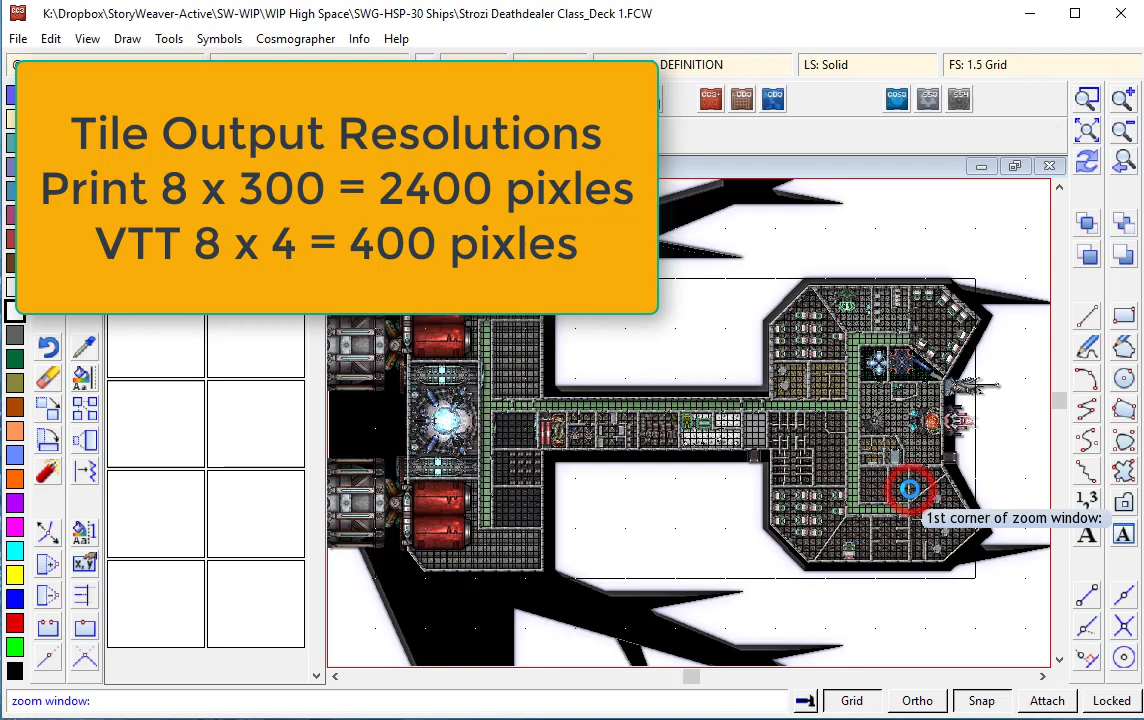 K:\Dropbox\StoryWeaver-Active\SW-WIP\WIP High Space\SWG-HSP-30 Ships\Strozi Deathdealer Class_Deck 1.FCW
File Edit View Draw Tools Symbols Cosmographer Info Help
DEFINITION LS: Solid FS: 1.5 Grid
Tile Output Resolutions
Print 8 x 300 = 2400 pixles
VTT 8 x 4 = 400 pixles
1st corner of zoom window:
zoom window:
Grid Ortho Snap Attach Locked